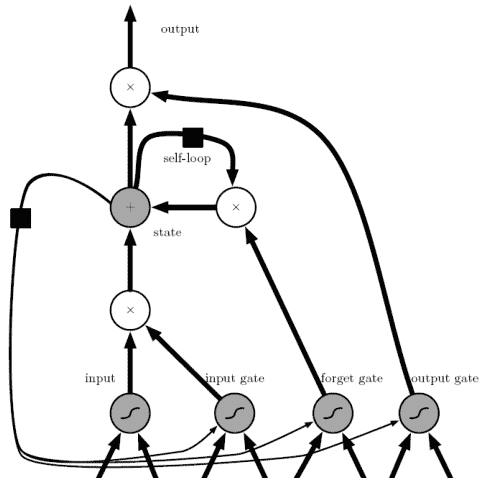 output
×
self-loop
+
×
state
×
input
input gate
forget gate
output gate